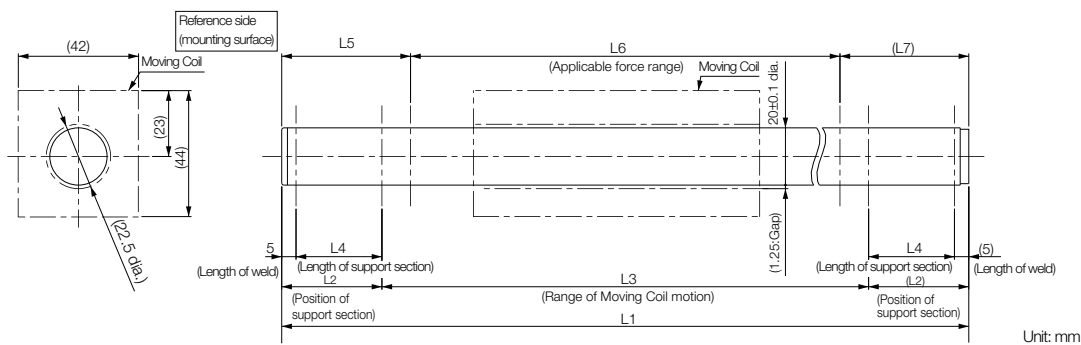 Reference side
(mounting surface)
(42)
Moving Coil
(23)
(44)
(22.5 dia.)
L5
L6
(L7)
(Applicable force range)
Moving Coil
20±0.1 dia.
(1.25:Gap)
5
L4
(Length of support section)
(Length of weld)
L2
(Position of
support section)
L3
(Range of Moving Coil motion)
L4
(5)
(Length of support section)
(Length of weld)
(L2)
(Position of
support section)
L1
Unit: mm